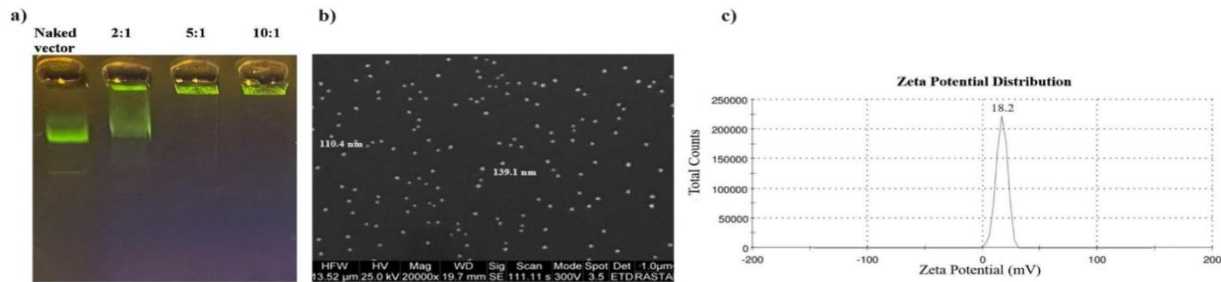 a)
Naked vector
2:1
5:1
10:1
b)
110.4 nm
139.1 nm
HFW HV Mag WD Sig Scan Mode Spot Det -1.0μm-
13.52 μm 25.0 kV 20000x 19.7 mm SE 111.11 s 300V 3.5 ETD RASTA
c)
Zeta Potential Distribution
18.2
Total Counts
250000
200000
150000
100000
50000
0
-200
-100
0
100
200
Zeta Potential (mV)